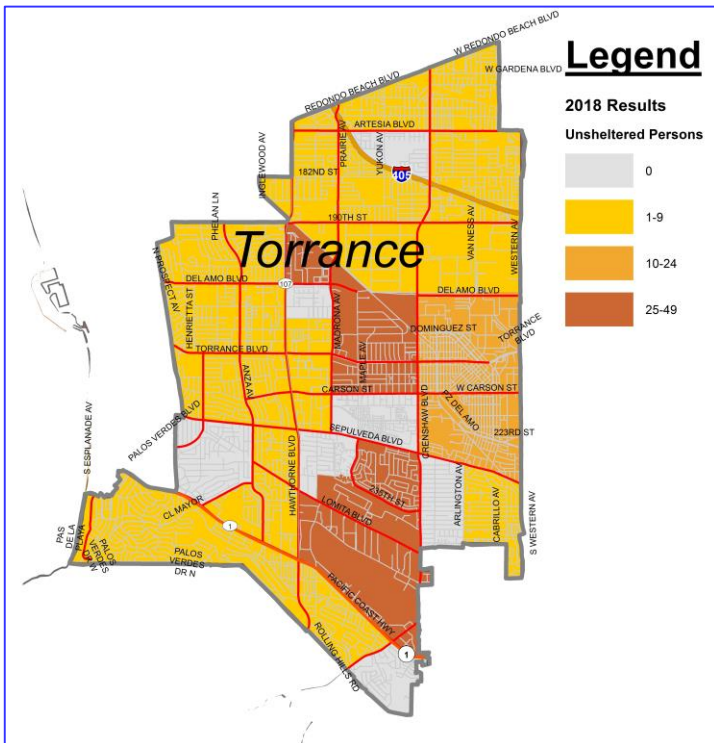 W REDONDO BEACH BLVD
W GARDENA BLVD
REDONDO BEACH BLVD
ARTESIA BLVD
PRAIRIE AV
YUKON AV
INGLEWOOD AV
182ND ST
405
PHELAN LN
190TH ST
VAN NESS AV
WESTERN AV
Torrance
N PROSPECT AV
DEL AMO BLVD
107
DEL AMO BLVD
HENRIETTA ST
MADRONA AV
DOMINGUEZ ST
TORRANCE BLVD
TORRANCE BLVD
MAPLE AV
ANZA AV
CARSON ST
W CARSON ST
CRENSHAW BLVD
PZ DEL AMO
223RD ST
PALOS VERDES BLVD
SEPULVEDA BLVD
S ESPLANADE AV
HAWTHORNE BLVD
235TH ST
ARLINGTON AV
CABRILLO AV
S WESTERN AV
CL MAYOR
LOMITA BLVD
1
PAS DE LA PLAYA
PALOS VERDES DR W
PALOS VERDES DR N
PACIFIC COAST HWY
ROLLING HILLS RD
1
Legend
2018 Results
Unsheltered Persons
0
1-9
10-24
25-49